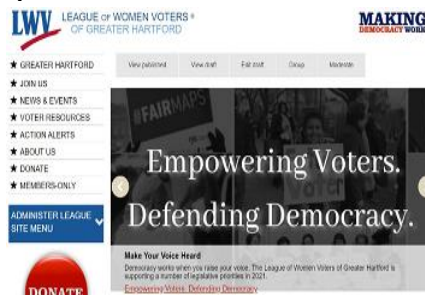 LWV LEAGUE OF WOMEN VOTERS®
OF GREATER HARTFORD
MAKING
DEMOCRACY WORK
★ GREATER HARTFORD
★ JOIN US
★ NEWS & EVENTS
★ VOTER RESOURCES
★ ACTION ALERTS
★ ABOUT US
★ DONATE
★ MEMBERS-ONLY
ADMINISTER LEAGUE
SITE MENU
DONATE
View published View draft Edit draft Group Moderate
#FAIRMAPS
Empowering Voters.
Defending Democracy.
Make Your Voice Heard
Democracy works when you raise your voice. The League of Women Voters of Greater Hartford is
supporting a number of legislative priorities in 2021.
Empowering Voters. Defending Democracy